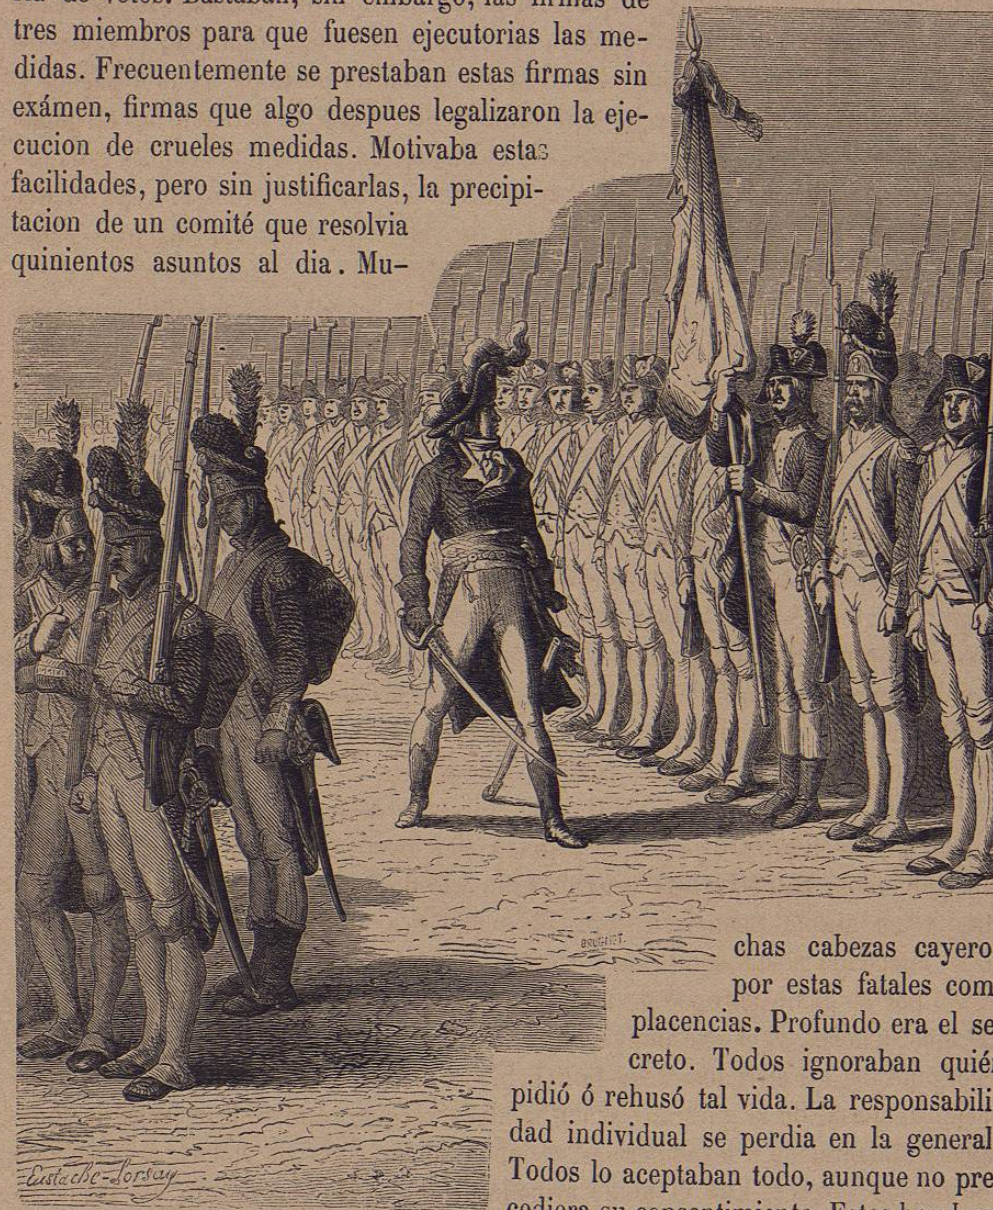 tres miembros para que fuesen ejecutorias las me-
didas. Frecuentemente se prestaban estas firmas sin
exámen, firmas que algo despues legalizaron la eje-
cucion de crueles medidas. Motivaba estas
facilidades, pero sin justificarlas, la precipi-
tacion de un comité que resolvia
quinientos asuntos al dia. Mu-
BRUGNOT.
chas cabezas cayero
por estas fatales com
placencias. Profundo era el se
creto. Todos ignoraban quié
pidió ó rehusó tal vida. La responsabili
dad individual se perdia en la general
Todos lo aceptaban todo, aunque no pre
Eustache-Lorsay